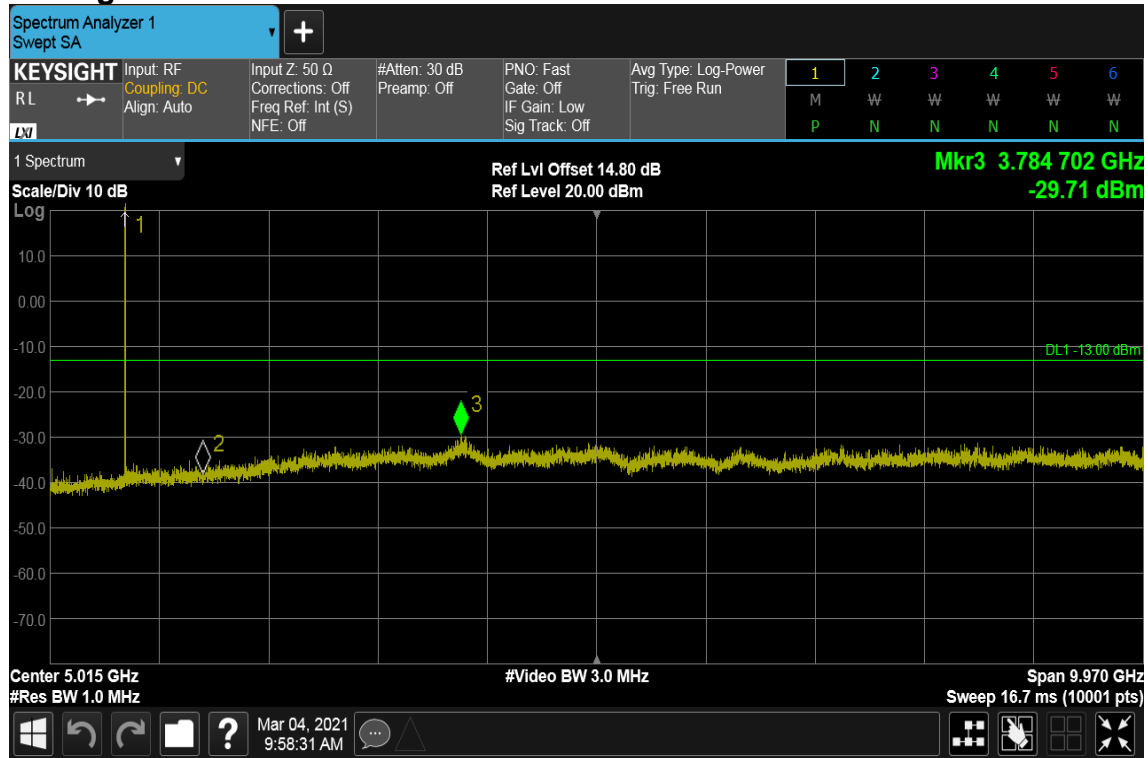 Spectrum Analyzer 1
Swept SA
KEYSIGHT
RL
LXI
Input: RF
Coupling: DC
Align: Auto
Input Z: 50 Ω
Corrections: Off
Freq Ref: Int (S)
NFE: Off
#Atten: 30 dB
Preamp: Off
PNO: Fast
Gate: Off
IF Gain: Low
Sig Track: Off
Avg Type: Log-Power
Trig: Free Run
1 2 3 4 5 6
M W W W W W
P N N N N N
1 Spectrum
Scale/Div 10 dB
Log
Ref Lvl Offset 14.80 dB
Ref Level 20.00 dBm
Mkr3 3.784 702 GHz
-29.71 dBm
1
10.0
0.00
-10.0
DL1 -13.00 dBm
-20.0
3
-30.0
2
-40.0
-50.0
-60.0
-70.0
Center 5.015 GHz
#Video BW 3.0 MHz
Span 9.970 GHz
#Res BW 1.0 MHz
Sweep 16.7 ms (10001 pts)
?
Mar 04, 2021
9:58:31 AM